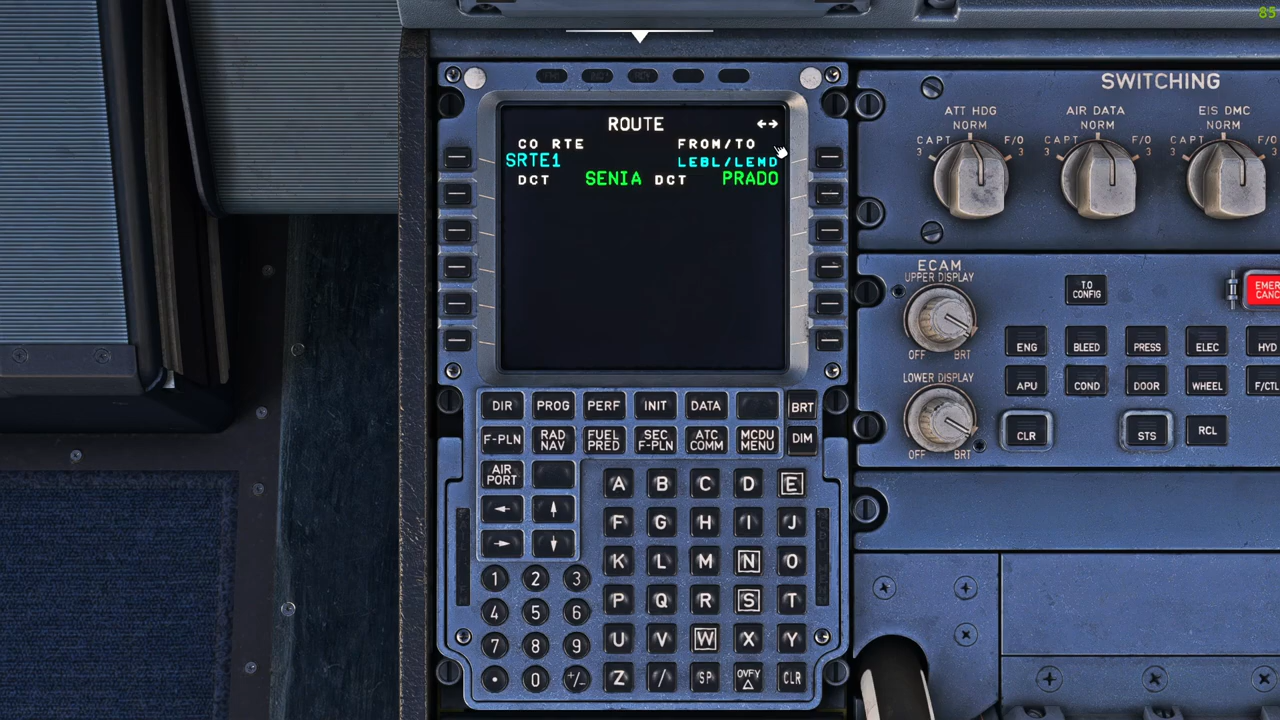 85
ROUTE ←→
CO RTE FROM/TO
SRTE1 LEBL/LEMD
DCT SENIA DCT PRADO
SWITCHING
ATT HDG AIR DATA EIS DMC
NORM NORM NORM
CAPT 3 F/O 3 CAPT 3 F/O 3 CAPT 3 F/O 3
ECAM
UPPER DISPLAY
OFF BRT
LOWER DISPLAY
OFF BRT
T.O CONFIG
EMER CANC
ENG BLEED PRESS ELEC HYD
APU COND DOOR WHEEL F/CTL
CLR STS RCL
DIR PROG PERF INIT DATA BRT
F-PLN RAD NAV FUEL PRED SEC F-PLN ATC COMM MCDU MENU DIM
AIR PORT
← ↑
→ ↓
A B C D E
F G H I J
K L M N O
P Q R S T
U V W X Y
Z / SP OVFY △ CLR
1 2 3
4 5 6
7 8 9
. 0 +/-